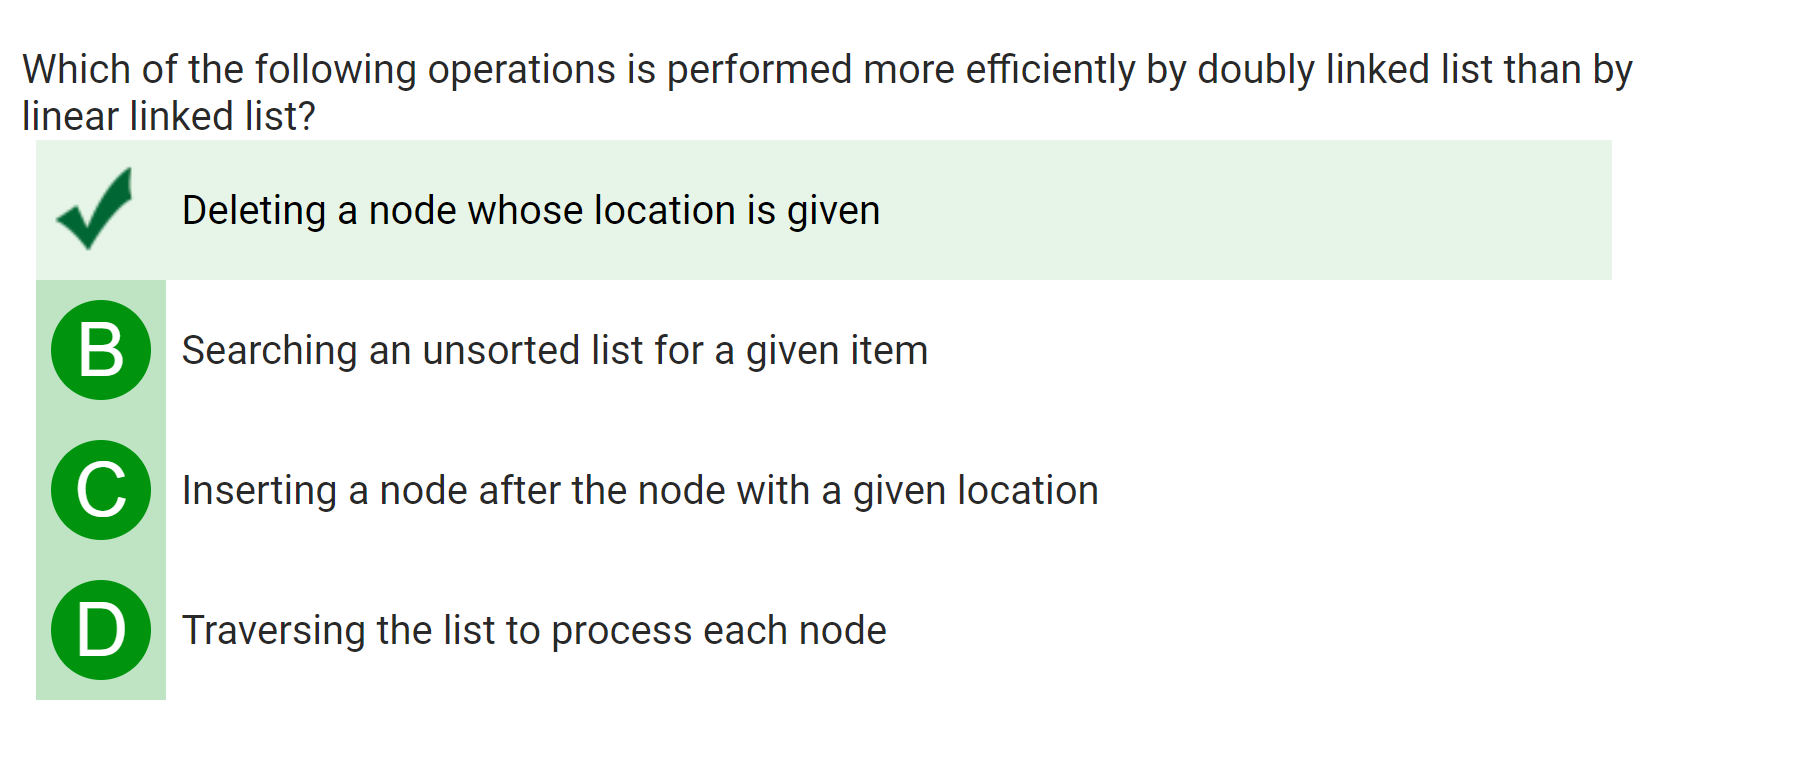 Which of the following operations is performed more efficiently by doubly linked list than by
linear linked list?
Deleting a node whose location is given
B Searching an unsorted list for a given item
C Inserting a node after the node with a given location
D Traversing the list to process each node